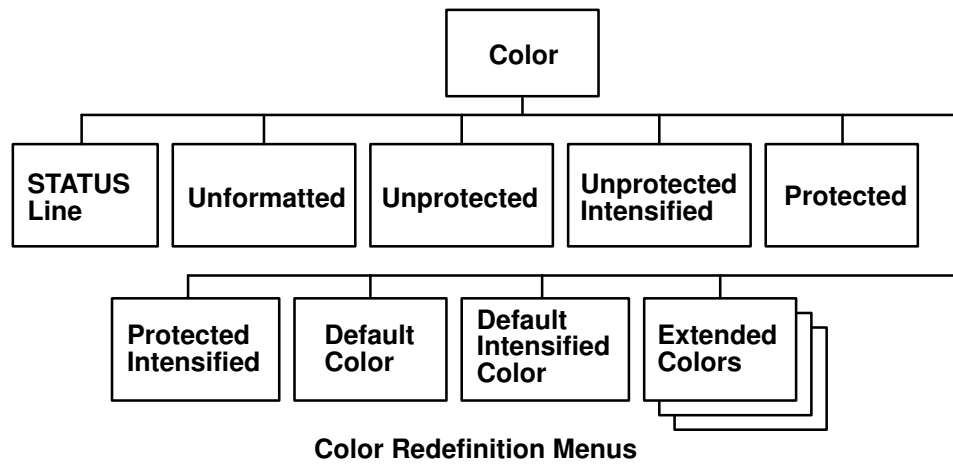 Color
STATUS
Line
Unformatted
Unprotected
Unprotected
Intensified
Protected
Protected
Intensified
Default
Color
Default
Intensified
Color
Extended
Colors
Color Redefinition Menus